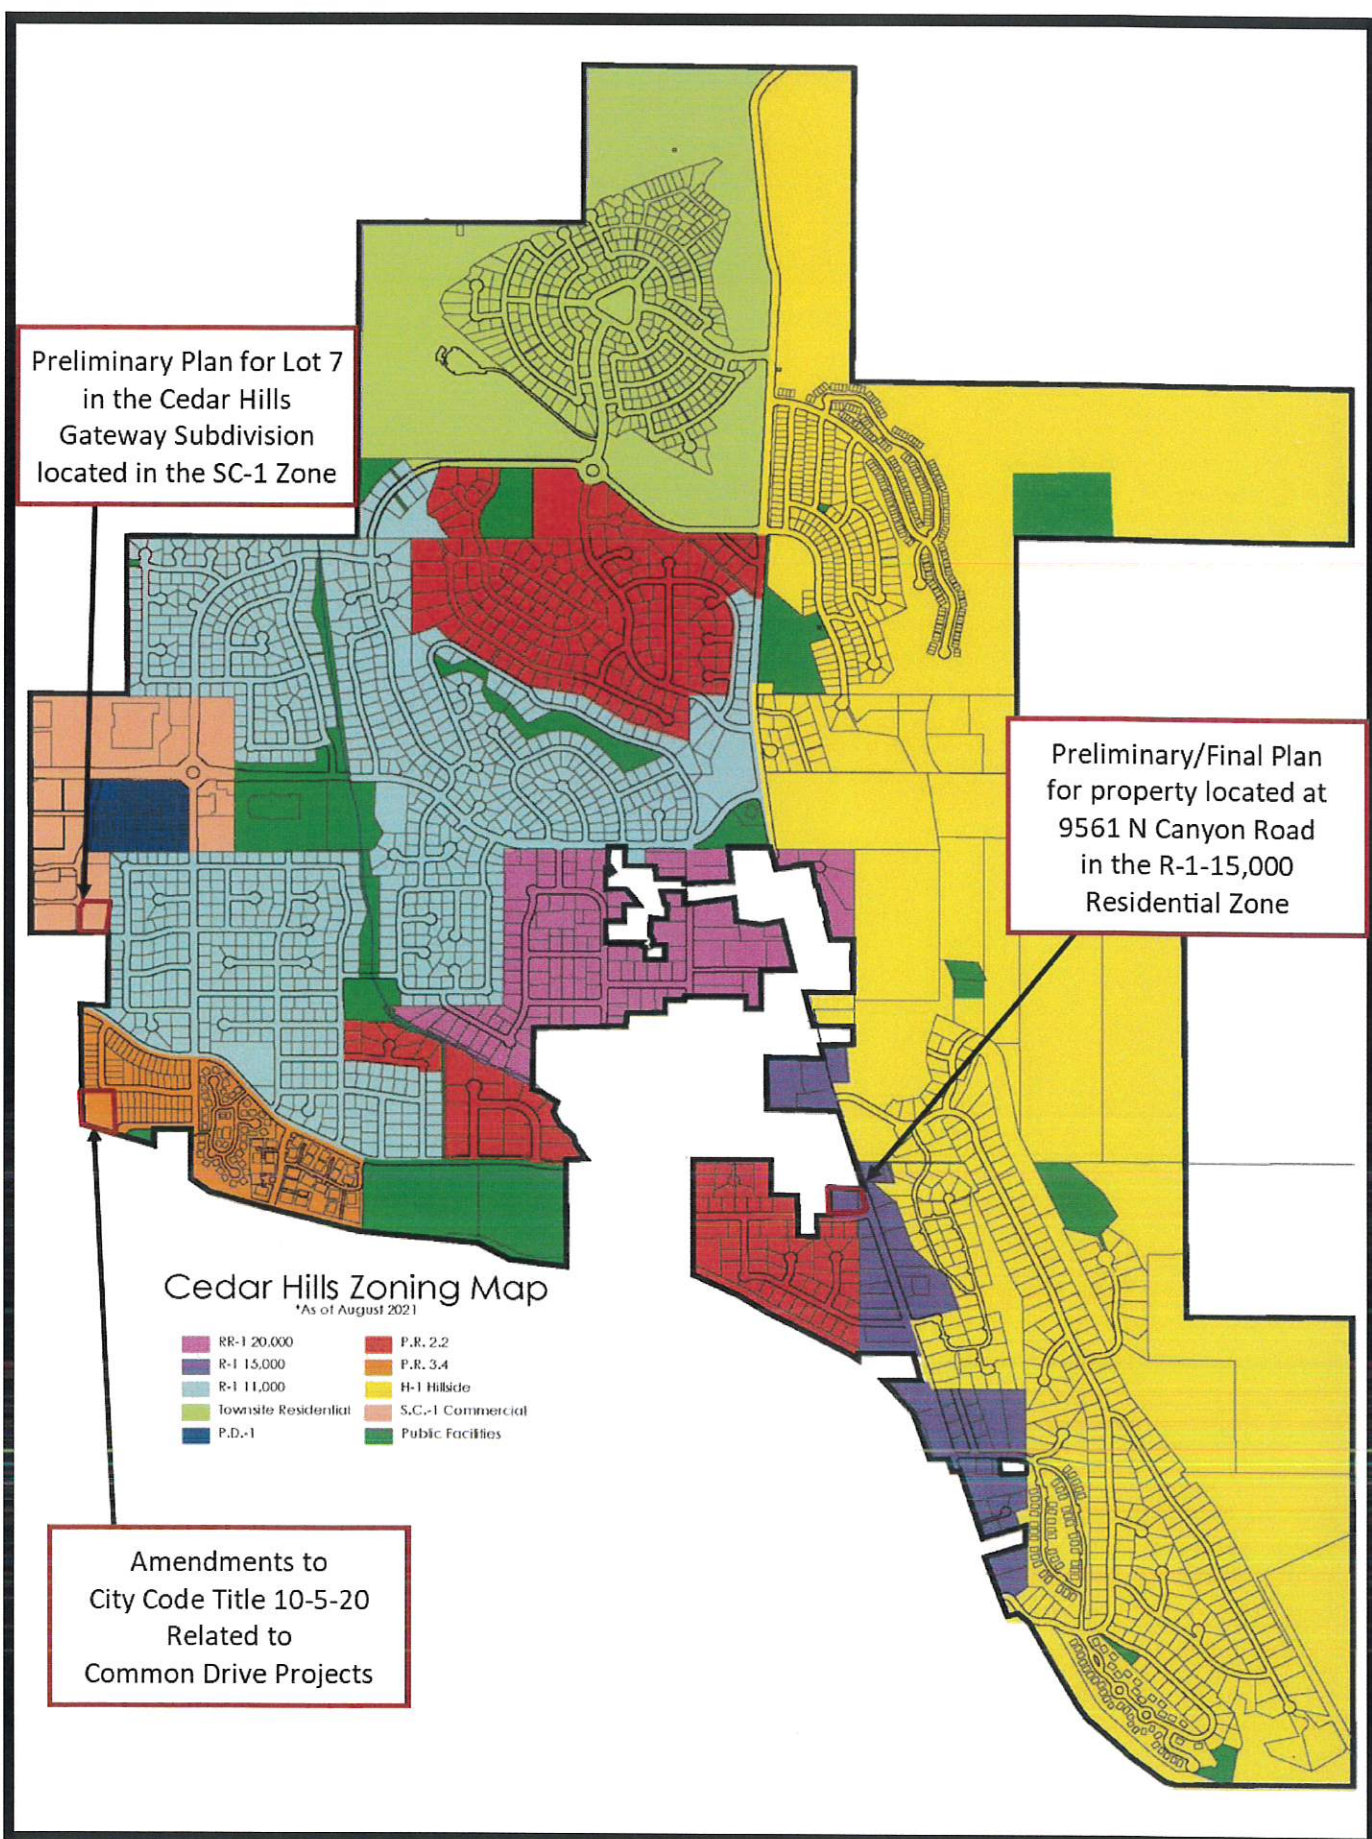 Preliminary Plan for Lot 7
in the Cedar Hills
Gateway Subdivision
located in the SC-1 Zone
Preliminary/Final Plan
for property located at
9561 N Canyon Road
in the R-1-15,000
Residential Zone
Cedar Hills Zoning Map
*As of August 2021
RR-1 20,000
R-1 15,000
R-1 11,000
Townsite Residential
P.D.-1
P.R. 2.2
P.R. 3.4
H-1 Hillside
S.C.-1 Commercial
Public Facilities
Amendments to
City Code Title 10-5-20
Related to
Common Drive Projects